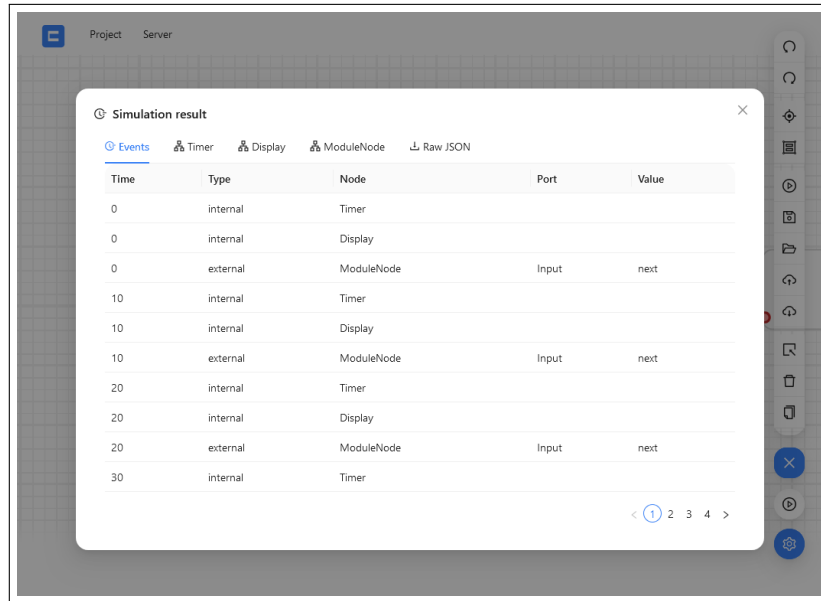 Project Server
Simulation result
Events Timer Display ModuleNode Raw JSON
Time Type Node Port Value
0 internal Timer
0 internal Display
0 external ModuleNode Input next
10 internal Timer
10 internal Display
10 external ModuleNode Input next
20 internal Timer
20 internal Display
20 external ModuleNode Input next
30 internal Timer
< 1 2 3 4 >